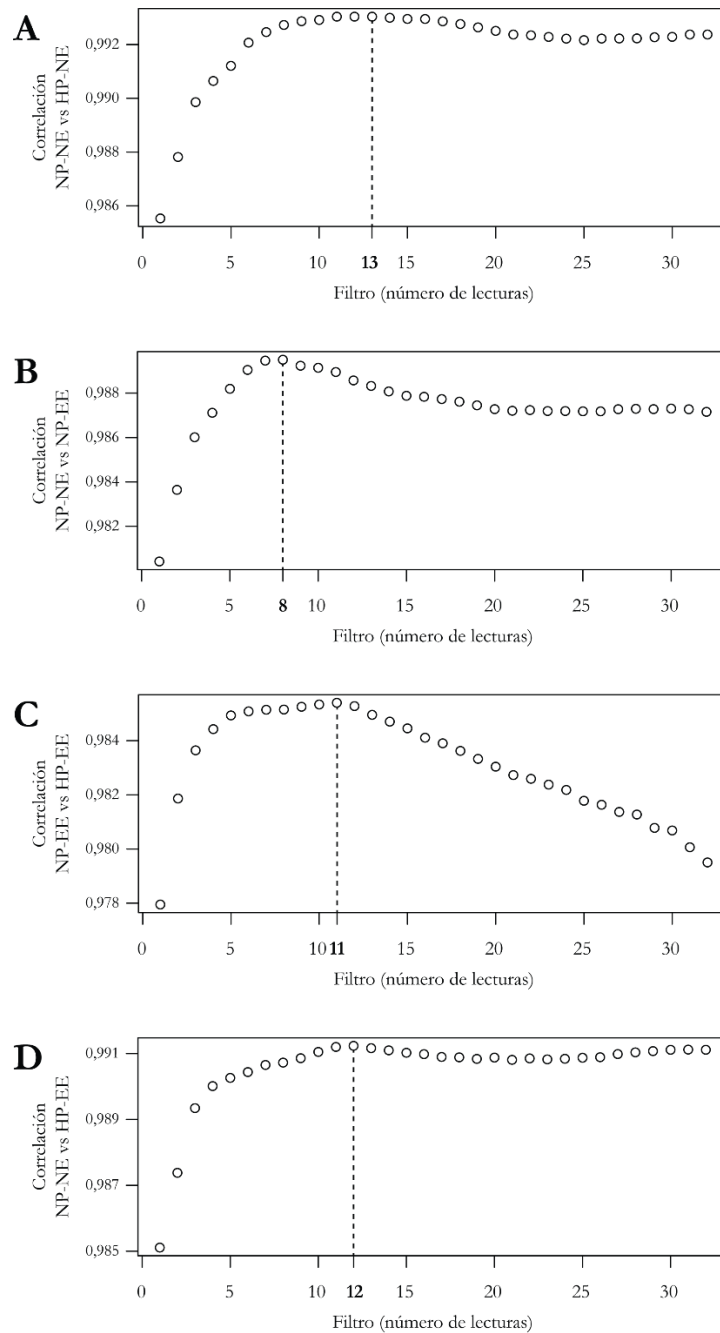 A
Correlación
NP-NE vs HP-NE
0,992
0,990
0,988
0,986
0 5 10 13 15 20 25 30
Filtro (número de lecturas)
B
Correlación
NP-NE vs NP-EE
0,988
0,986
0,984
0,982
0 5 8 10 15 20 25 30
Filtro (número de lecturas)
C
Correlación
NP-EE vs HP-EE
0,984
0,982
0,980
0,978
0 5 10 11 15 20 25 30
Filtro (número de lecturas)
D
Correlación
NP-NE vs HP-EE
0,991
0,989
0,987
0,985
0 5 10 12 15 20 25 30
Filtro (número de lecturas)